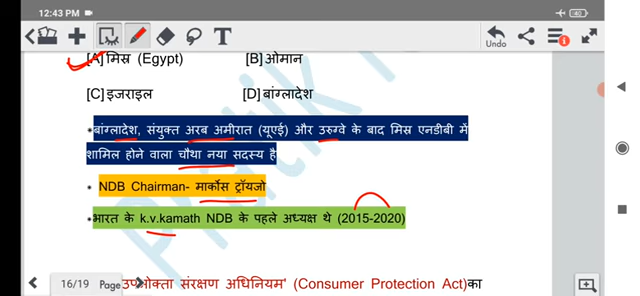 12:43 PM
40
Undo
[A] मिस्र (Egypt) [B] ओमान
[C] इजराइल [D] बांग्लादेश
•बांग्लादेश, संयुक्त अरब अमीरात (यूएई) और उरुग्वे के बाद मिस्र एनडीबी में
शामिल होने वाला चौथा नया सदस्य है
• NDB Chairman- मार्कोस ट्रॉयजो
•भारत के k.v.kamath NDB के पहले अध्यक्ष थे (2015-2020)
16/19 Page
उपभोक्ता संरक्षण अधिनियम' (Consumer Protection Act)का